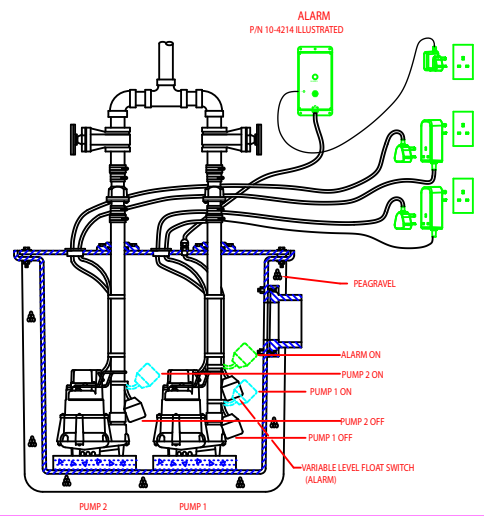 ALARM
P/N 10-4214 ILLUSTRATED
PEAGRAVEL
ALARM ON
PUMP 2 ON
PUMP 1 ON
PUMP 2 OFF
PUMP 1 OFF
VARIABLE LEVEL FLOAT SWITCH
(ALARM)
PUMP 2
PUMP 1